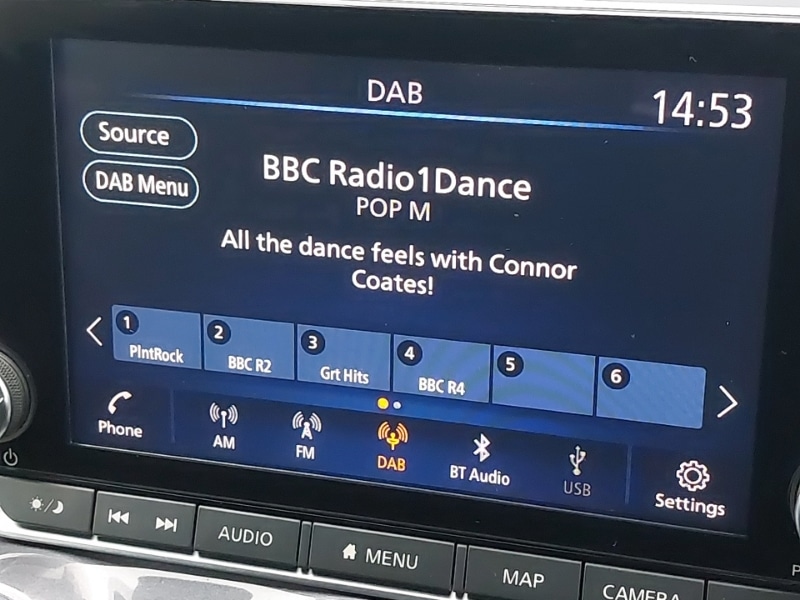 DAB
14:53
Source
DAB Menu
BBC Radio1Dance
POP M
All the dance feels with Connor
Coates!
1 2 3 4 5 6
PlntRock BBC R2 Grt Hits BBC R4
Phone AM FM DAB BT Audio USB Settings
AUDIO MENU MAP CAMERA